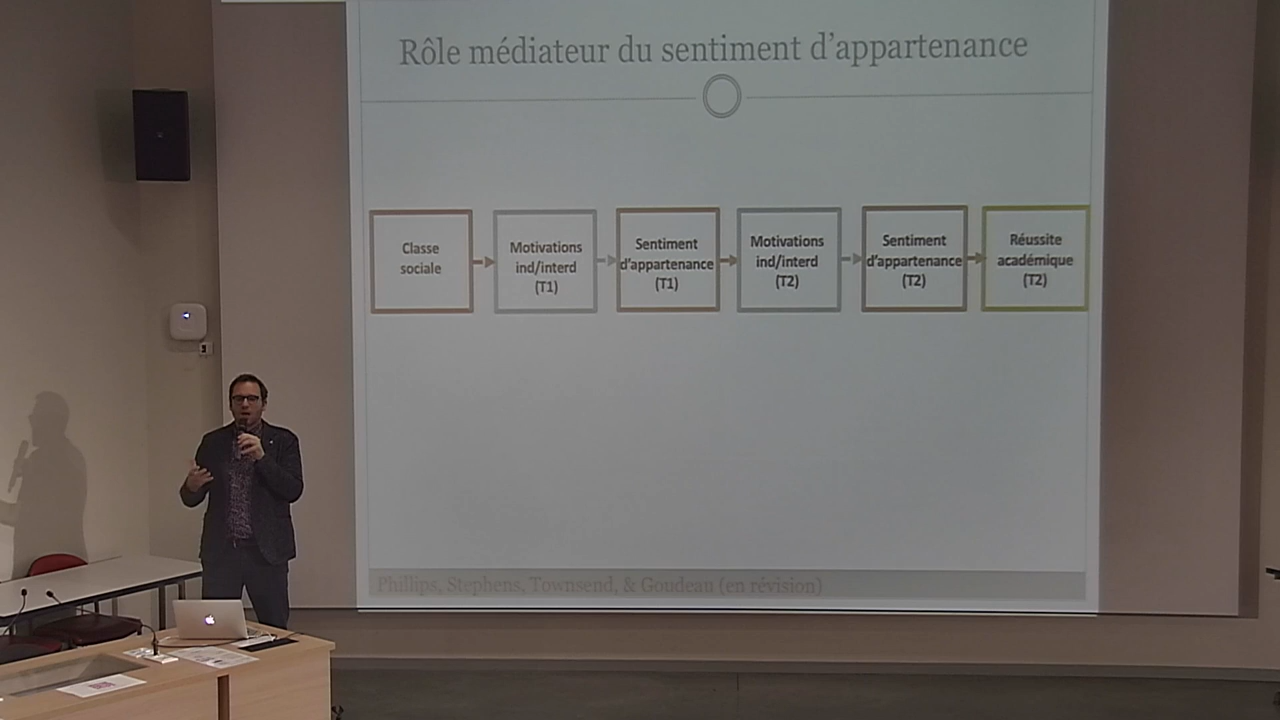 Rôle médiateur du sentiment d'appartenance
Classe
sociale
Motivations
ind/interd
(T1)
Sentiment
d'appartenance
(T1)
Motivations
ind/interd
(T2)
Sentiment
d'appartenance
(T2)
Réussite
académique
(T2)
Phillips, Stephens, Townsend, & Goudeau (en révision)